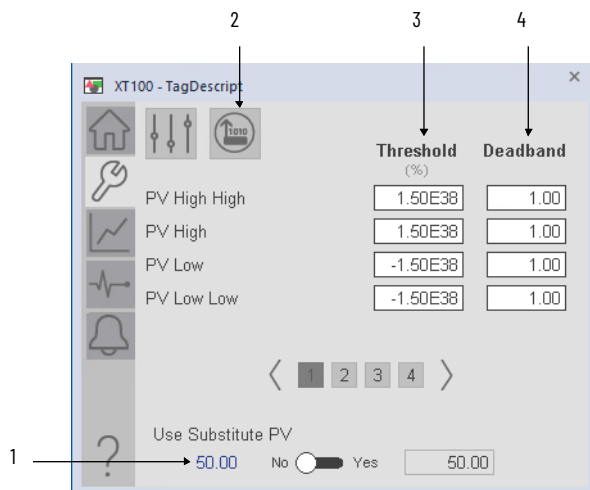 2 3 4
XT100 - TagDescript ×
1010
Threshold Deadband
(%)
PV High High 1.50E38 1.00
PV High 1.50E38 1.00
PV Low -1.50E38 1.00
PV Low Low -1.50E38 1.00
1 2 3 4
Use Substitute PV
1 50.00 No Yes 50.00
?